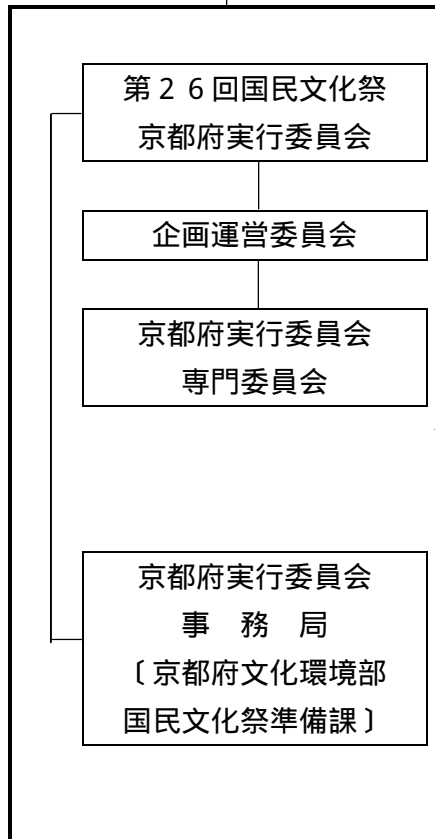 第２６回国民文化祭
京都府実行委員会
企画運営委員会
京都府実行委員会
専門委員会
京都府実行委員会
事　務　局
〔京都府文化環境部
国民文化祭準備課〕